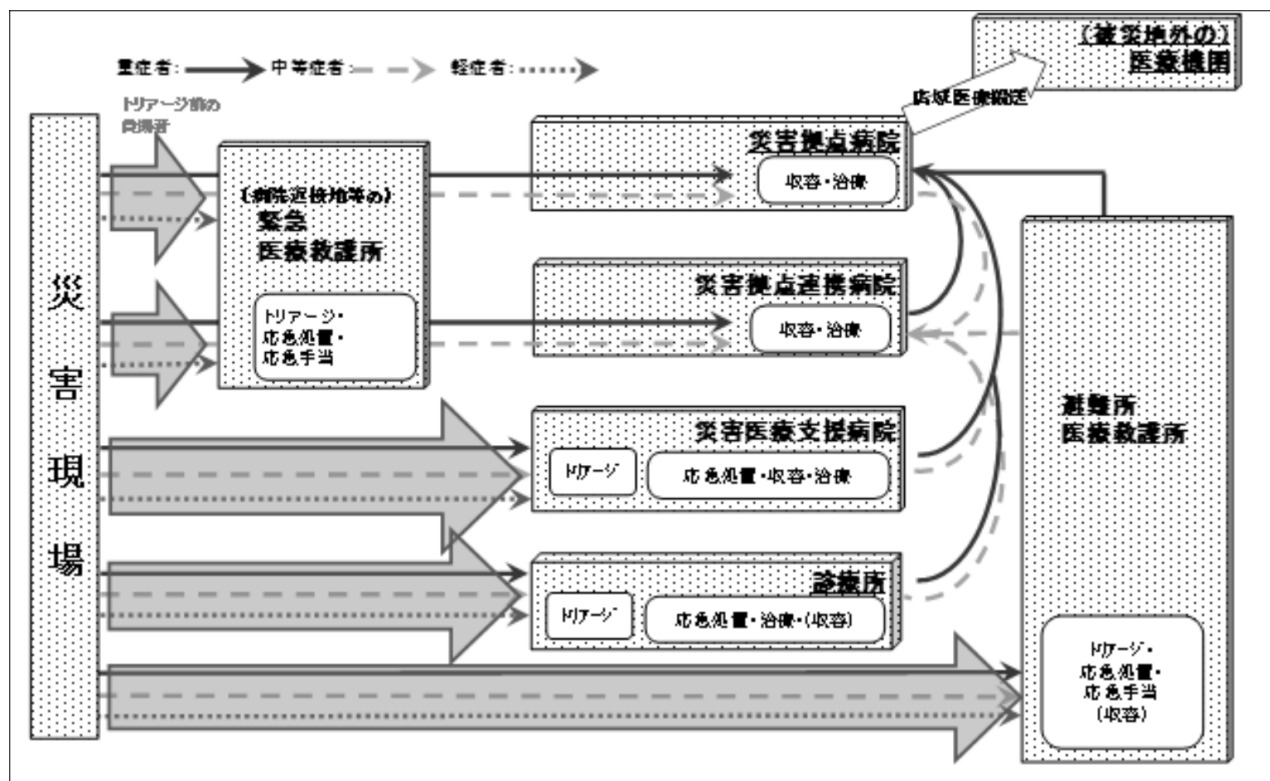 (被災地外の)
医療機関
重症者: 中等症者: 軽症者:
トリアージ前の
負傷者
広域医療搬送
災害拠点病院
収容・治療
(病院近接地等の)
緊急
医療救護所
トリアージ・
応急処置・
応急手当
災害拠点連携病院
収容・治療
災害現場
災害医療支援病院
トリアージ
応急処置・収容・治療
診療所
トリアージ
応急処置・治療・(収容)
避難所
医療救護所
トリアージ・
応急処置・
応急手当
(収容)